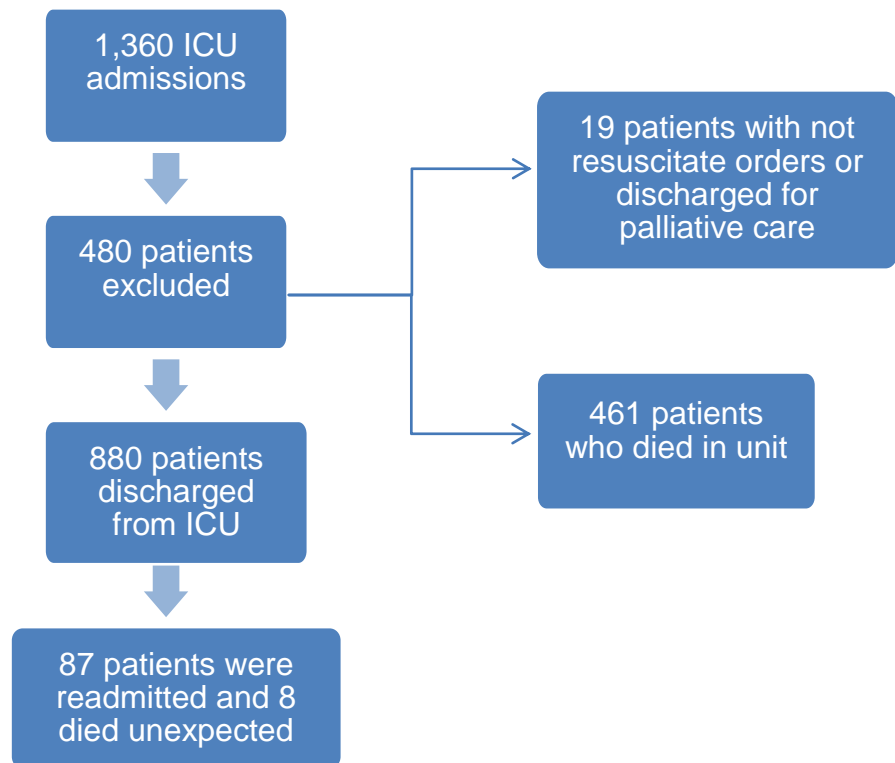 1,360 ICU
admissions
19 patients with not
resuscitate orders or
discharged for
palliative care
480 patients
excluded
461 patients
who died in unit
880 patients
discharged
from ICU
87 patients were
readmitted and 8
died unexpected